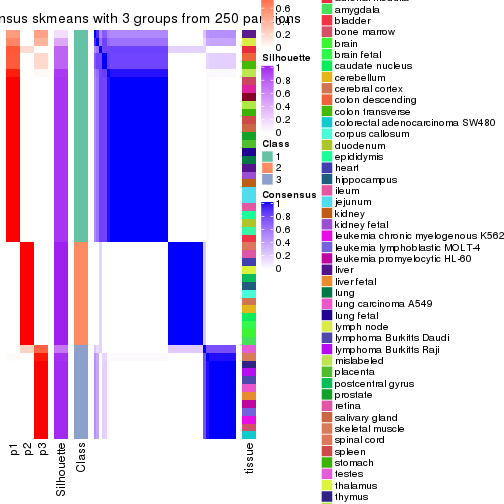 nsus skmeans with 3 groups from 250 par
ons
0.6
0.4
0.2
0
Silhouette
1
0.8
0.6
0.4
0.2
0
Class
1
2
3
Consensus
1
0.8
0.6
0.4
0.2
0
amygdala
bladder
bone marrow
brain
brain fetal
caudate nucleus
cerebellum
cerebral cortex
colon descending
colon transverse
colorectal adenocarcinoma SW480
corpus callosum
duodenum
epididymis
heart
hippocampus
ileum
jejunum
kidney
kidney fetal
leukemia chronic myelogenous K562
leukemia lymphoblastic MOLT-4
leukemia promyelocytic HL-60
liver
liver fetal
lung
lung carcinoma A549
lung fetal
lymph node
lymphoma Burkitts Daudi
lymphoma Burkitts Raji
mislabeled
placenta
postcentral gyrus
prostate
retina
salivary gland
skeletal muscle
spinal cord
spleen
stomach
testes
thalamus
thymus
p1
p2
p3
Silhouette
Class
tissue